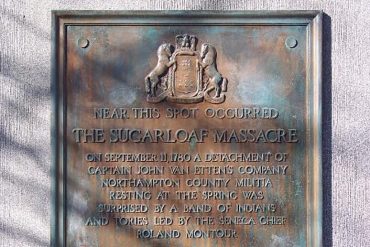 NEAR THIS SPOT OCCURRED
THE SUGARLOAF MASSACRE
ON SEPTEMBER 11, 1780 A DETACHMENT OF
CAPTAIN JOHN VAN ETTEN'S COMPANY
NORTHAMPTON COUNTY MILITIA
RESTING AT THE SPRING WAS
SURPRISED BY A BAND OF INDIANS
AND TORIES LED BY THE SENECA CHIEF
ROLAND MONTOUR